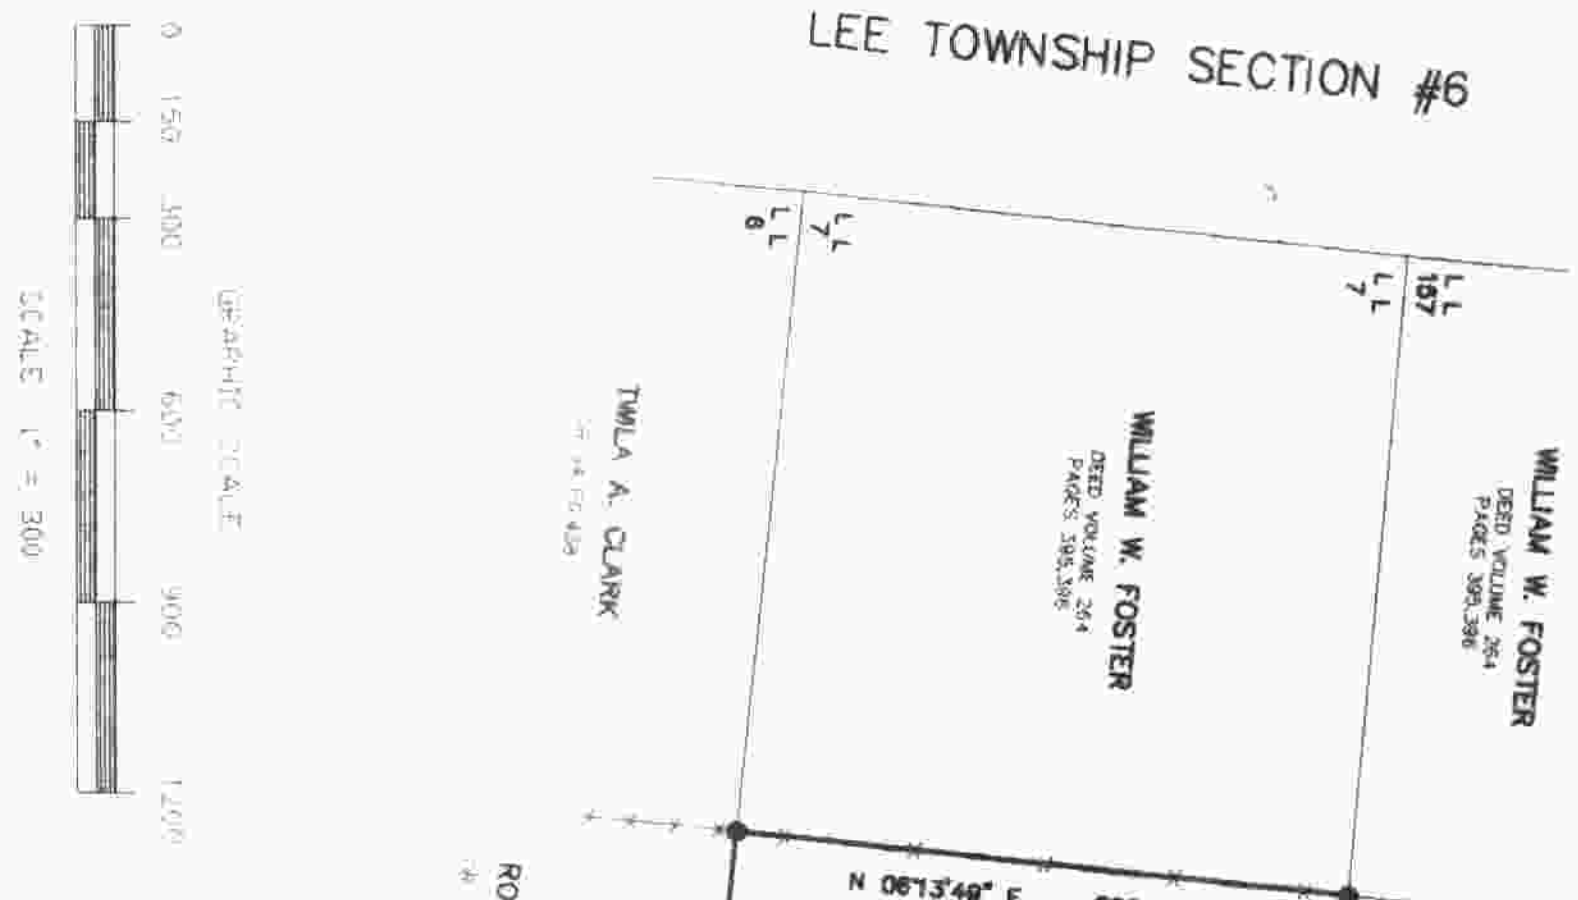 LEE TOWNSHIP SECTION #6
0
150
300
600
900
1200
GRAPHIC SCALE
SCALE 1" = 300'
L L
6
L L
7
L L
7
L L
167
TWILA A. CLARK
WILLIAM W. FOSTER
DEED VOLUME 264
PAGES 395,396
WILLIAM W. FOSTER
DEED VOLUME 264
PAGES 395,396
N 06°13'49" E
RO